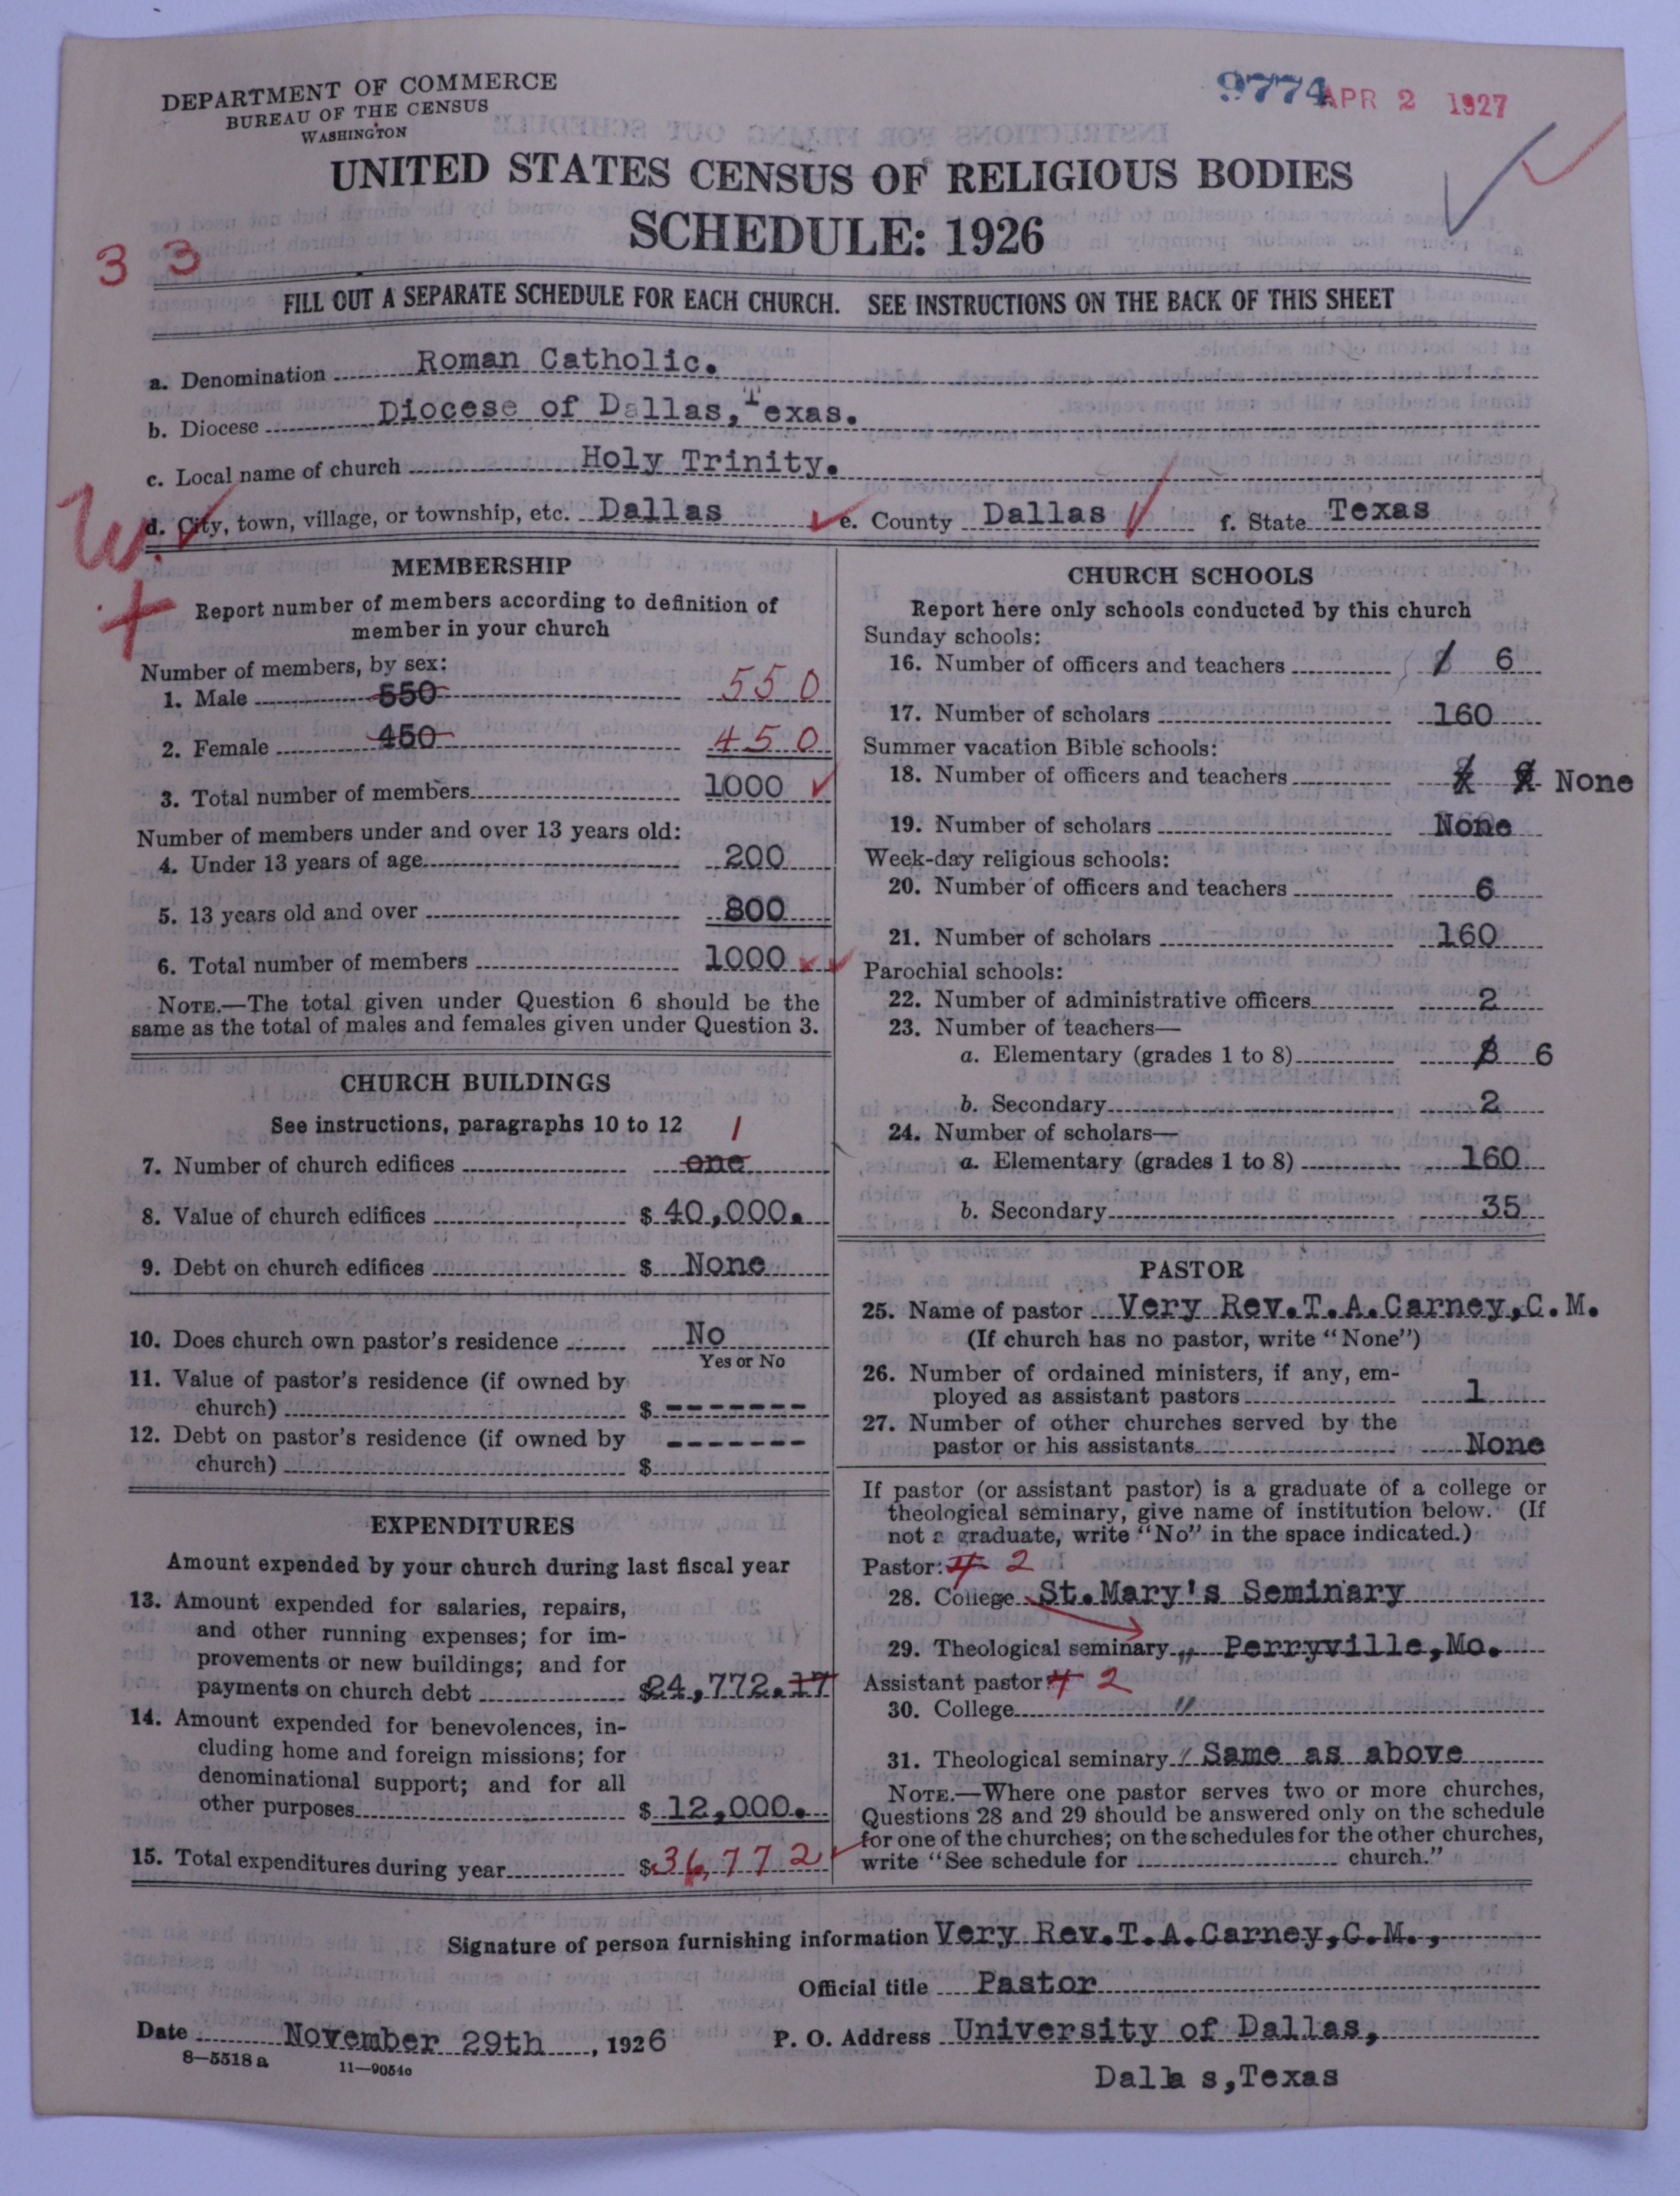 DEPARTMENT OF COMMERCE
BUREAU OF THE CENSUS
WASHINGTON
9774
APR 2 1927
UNITED STATES CENSUS OF RELIGIOUS BODIES
SCHEDULE: 1926
3 3
FILL OUT A SEPARATE SCHEDULE FOR EACH CHURCH. SEE INSTRUCTIONS ON THE BACK OF THIS SHEET
a. Denomination Roman Catholic.
b. Diocese Diocese of Dallas, Texas.
c. Local name of church Holy Trinity.
W.
d. City, town, village, or township, etc. Dallas e. County Dallas f. State Texas
MEMBERSHIP
Report number of members according to definition of
member in your church
Number of members, by sex:
1. Male 550 550
2. Female 450 450
3. Total number of members 1000
Number of members under and over 13 years old:
4. Under 13 years of age 200
5. 13 years old and over 800
6. Total number of members 1000
NOTE.—The total given under Question 6 should be the
same as the total of males and females given under Question 3.
CHURCH BUILDINGS
See instructions, paragraphs 10 to 12
7. Number of church edifices one 1
8. Value of church edifices $ 40,000.
9. Debt on church edifices $ None
10. Does church own pastor's residence No
Yes or No
11. Value of pastor's residence (if owned by
church) $ -------
12. Debt on pastor's residence (if owned by -------
church) $
EXPENDITURES
Amount expended by your church during last fiscal year
13. Amount expended for salaries, repairs,
and other running expenses; for im-
provements or new buildings; and for
payments on church debt $24,772.17
14. Amount expended for benevolences, in-
cluding home and foreign missions; for
denominational support; and for all
other purposes $ 12,000.
15. Total expenditures during year $36,772
CHURCH SCHOOLS
Report here only schools conducted by this church
Sunday schools:
16. Number of officers and teachers 6
17. Number of scholars 160
Summer vacation Bible schools:
18. Number of officers and teachers None
19. Number of scholars None
Week-day religious schools:
20. Number of officers and teachers 6
21. Number of scholars 160
Parochial schools:
22. Number of administrative officers 2
23. Number of teachers—
a. Elementary (grades 1 to 8) 8 6
b. Secondary 2
24. Number of scholars—
a. Elementary (grades 1 to 8) 160
b. Secondary 35
PASTOR
25. Name of pastor Very Rev.T.A.Carney,C.M.
(If church has no pastor, write "None")
26. Number of ordained ministers, if any, em-
ployed as assistant pastors 1
27. Number of other churches served by the
pastor or his assistants None
If pastor (or assistant pastor) is a graduate of a college or
theological seminary, give name of institution below. (If
not a graduate, write "No" in the space indicated.)
Pastor: 2
28. College St.Mary's Seminary
29. Theological seminary " Perryville,Mo.
Assistant pastor: 2
30. College "
31. Theological seminary " Same as above
NOTE.—Where one pastor serves two or more churches,
Questions 28 and 29 should be answered only on the schedule
for one of the churches; on the schedules for the other churches,
write "See schedule for church."
Signature of person furnishing information Very Rev.T.A.Carney,C.M.,
Official title Pastor
Date November 29th, 1926 P. O. Address University of Dallas,
8—5518 a 11—9054c
Dallas,Texas